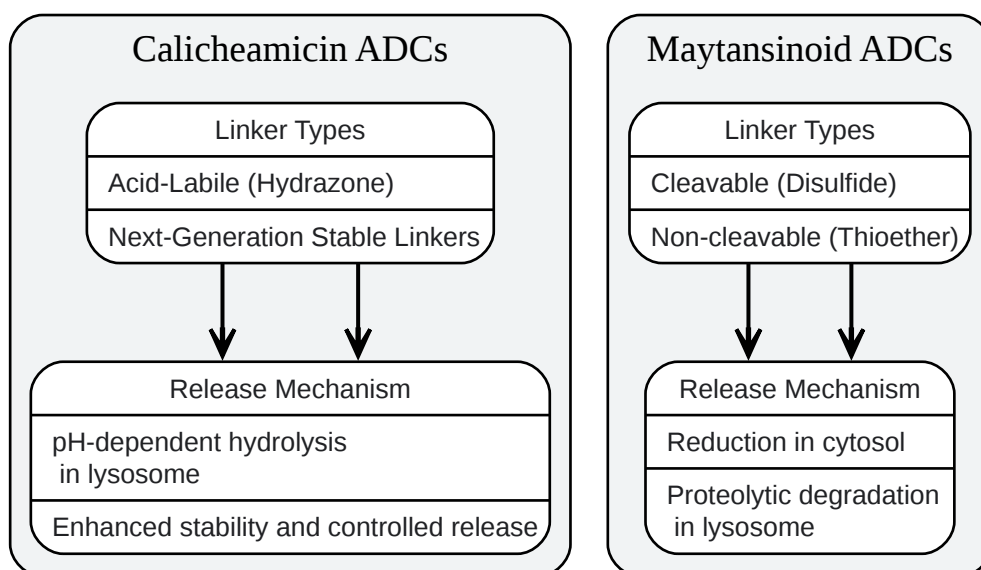 Calicheamicin ADCs
Linker Types
Acid-Labile (Hydrazone)
Next-Generation Stable Linkers
Release Mechanism
pH-dependent hydrolysis
in lysosome
Enhanced stability and controlled release
Maytansinoid ADCs
Linker Types
Cleavable (Disulfide)
Non-cleavable (Thioether)
Release Mechanism
Reduction in cytosol
Proteolytic degradation
in lysosome